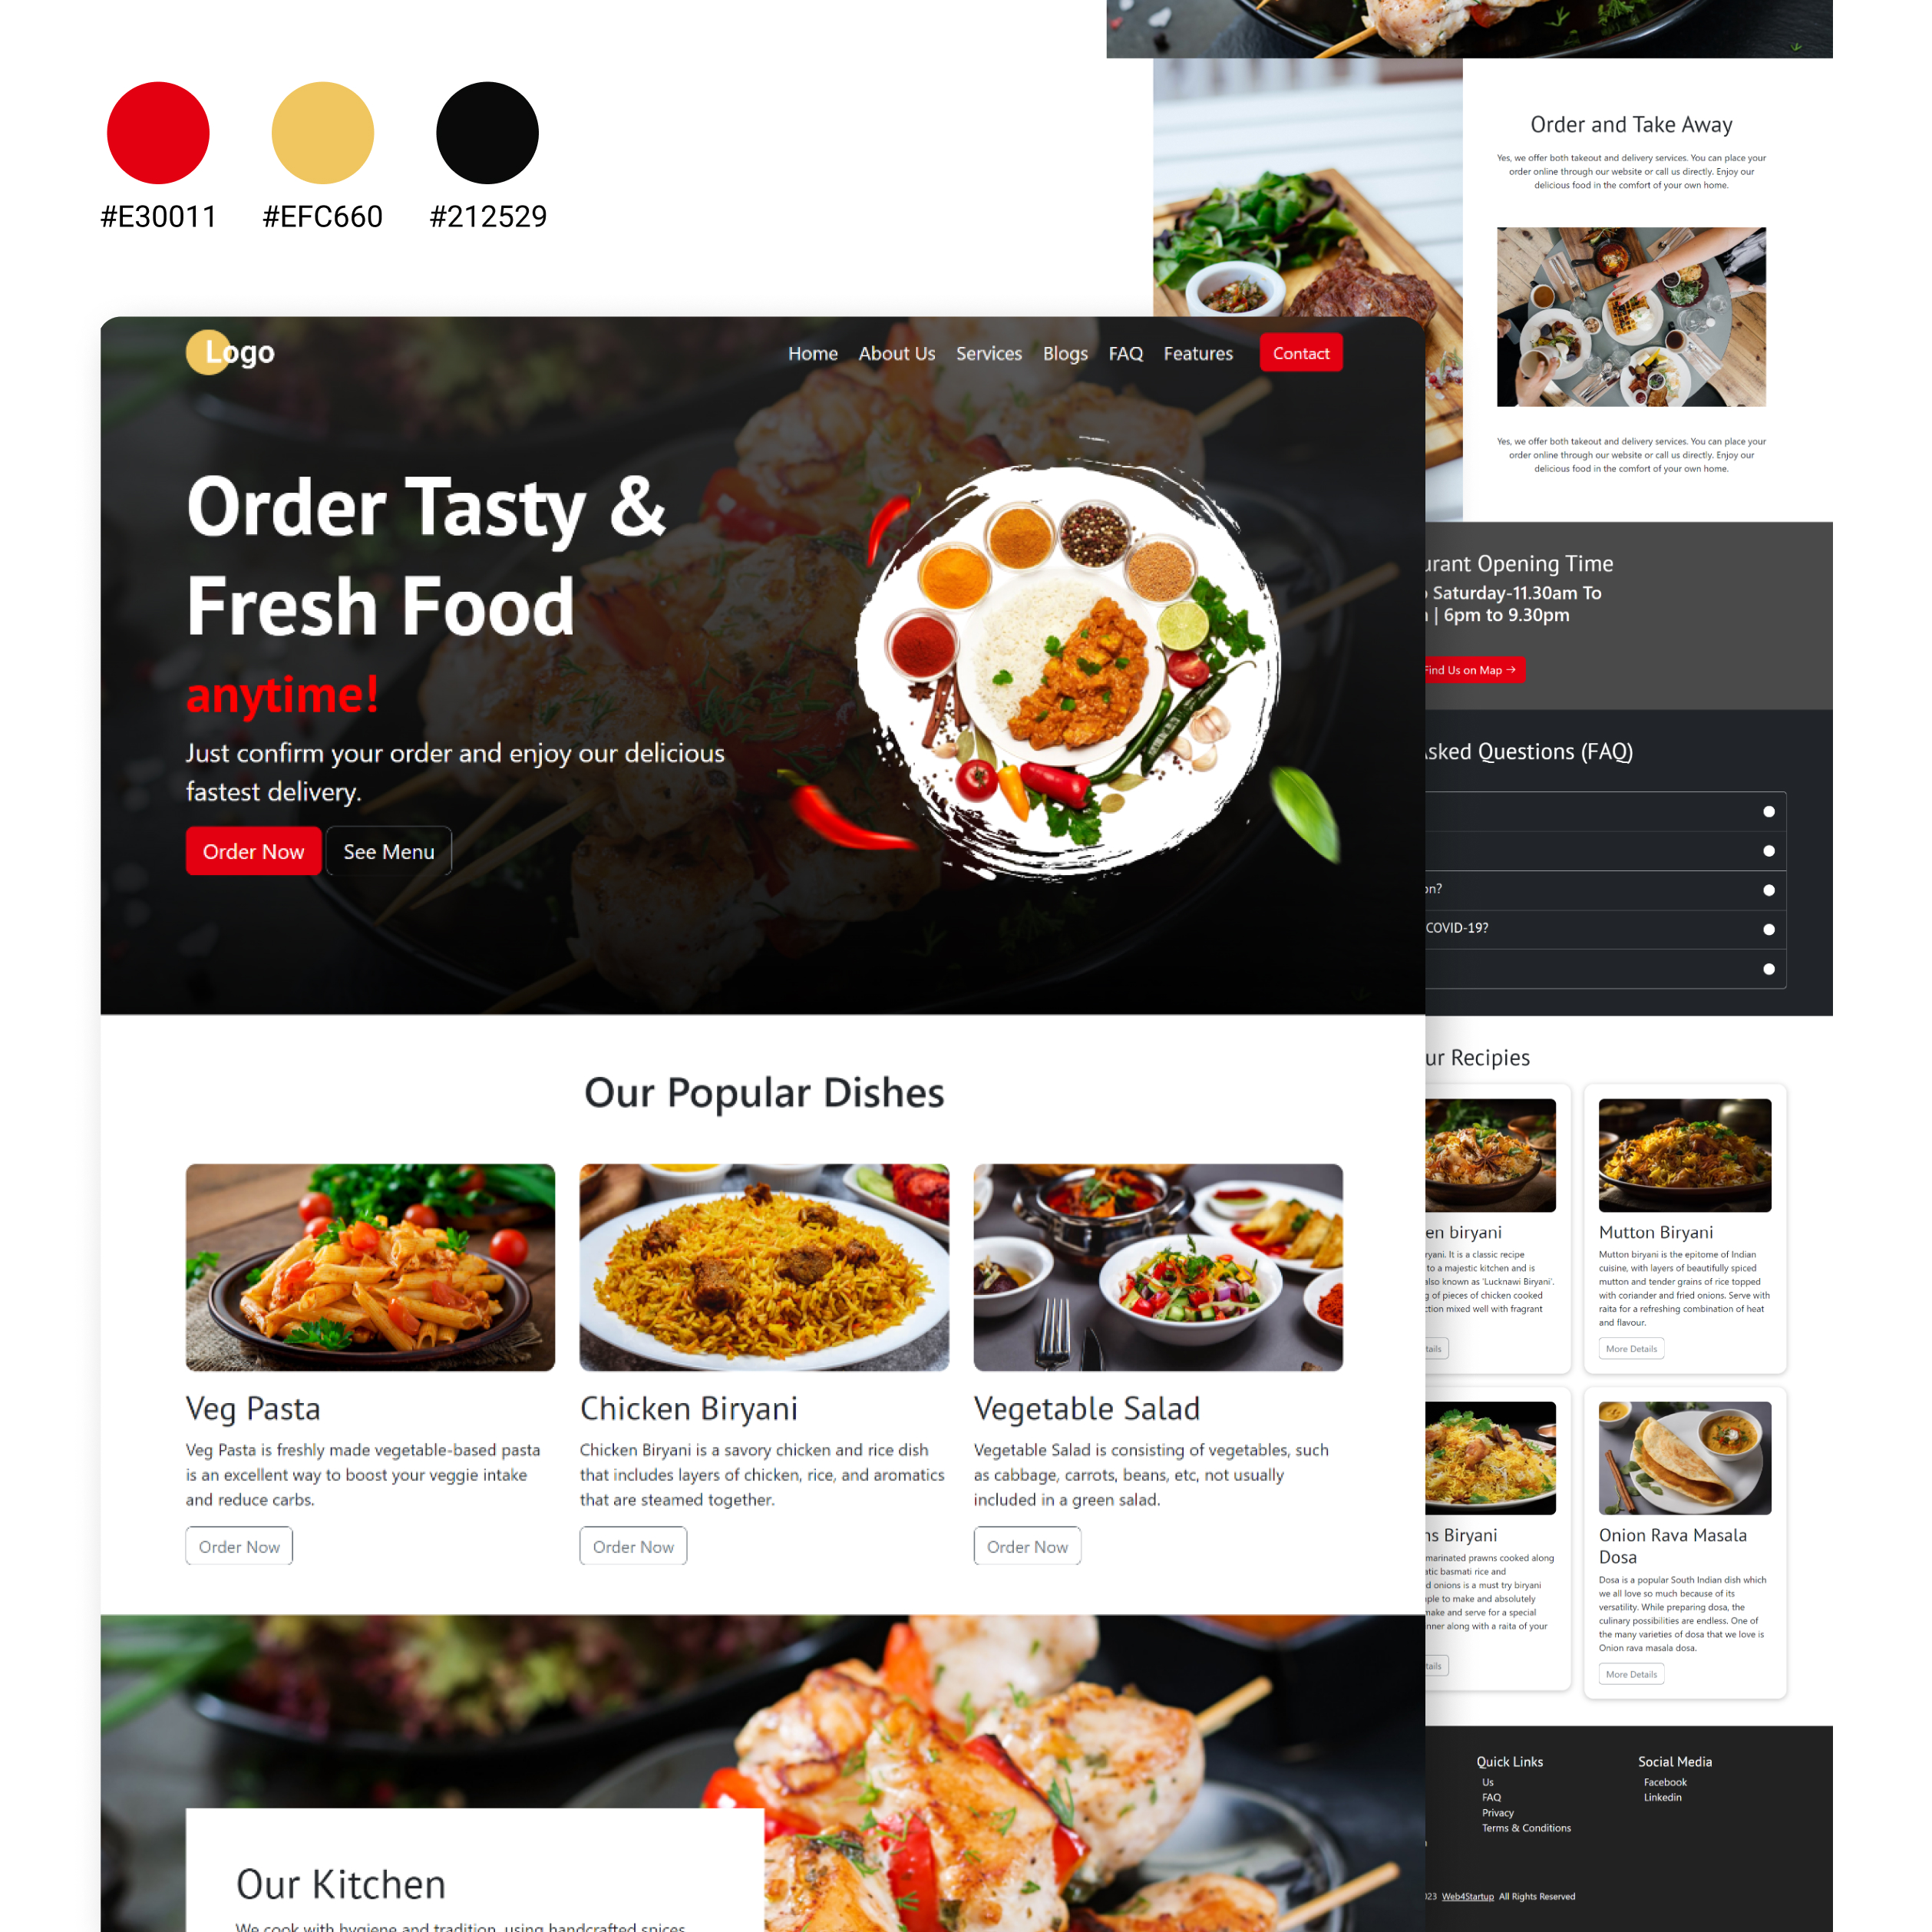 #E30011
#EFC660
#212529
Logo
Home
About Us
Services
Blogs
FAQ
Features
Contact
Order Tasty &
Fresh Food
anytime!
Just confirm your order and enjoy our delicious
fastest delivery.
Order Now
See Menu
Our Popular Dishes
Veg Pasta
Veg Pasta is freshly made vegetable-based pasta
is an excellent way to boost your veggie intake
and reduce carbs.
Order Now
Chicken Biryani
Chicken Biryani is a savory chicken and rice dish
that includes layers of chicken, rice, and aromatics
that are steamed together.
Order Now
Vegetable Salad
Vegetable Salad is consisting of vegetables, such
as cabbage, carrots, beans, etc, not usually
included in a green salad.
Order Now
Our Kitchen
We cook with hygiene and tradition, using handcrafted spices
Order and Take Away
Yes, we offer both takeout and delivery services. You can place your
order online through our website or call us directly. Enjoy our
delicious food in the comfort of your own home.
Yes, we offer both takeout and delivery services. You can place your
order online through our website or call us directly. Enjoy our
delicious food in the comfort of your own home.
urant Opening Time
Saturday-11.30am To
| 6pm to 9.30pm
Find Us on Map →
sked Questions (FAQ)
on?
COVID-19?
ur Recipies
en biryani
ryani. It is a classic recipe
to a majestic kitchen and is
also known as 'Lucknawi Biryani'.
g of pieces of chicken cooked
ction mixed well with fragrant
tails
Mutton Biryani
Mutton biryani is the epitome of Indian
cuisine, with layers of beautifully spiced
mutton and tender grains of rice topped
with coriander and fried onions. Serve with
raita for a refreshing combination of heat
and flavour.
More Details
ns Biryani
marinated prawns cooked along
atic basmati rice and
d onions is a must try biryani
ple to make and absolutely
make and serve for a special
nner along with a raita of your
tails
Onion Rava Masala
Dosa
Dosa is a popular South Indian dish which
we all love so much because of its
versatility. While preparing dosa, the
culinary possibilities are endless. One of
the many varieties of dosa that we love is
Onion rava masala dosa.
More Details
Quick Links
Us
FAQ
Privacy
Terms & Conditions
Social Media
Facebook
Linkedin
023 Web4Startup All Rights Reserved